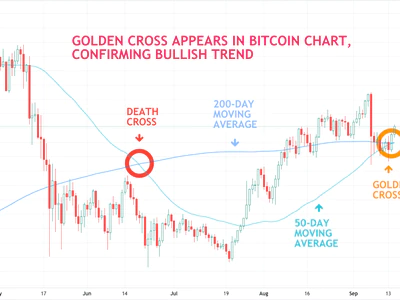 GOLDEN CROSS APPEARS IN BITCOIN CHART,
CONFIRMING BULLISH TREND
DEATH
CROSS
200-DAY
MOVING
AVERAGE
50-DAY
MOVING
AVERAGE
GOLD
CROSS
17 Jun 14 Jul 19 Aug 16 Sep 13